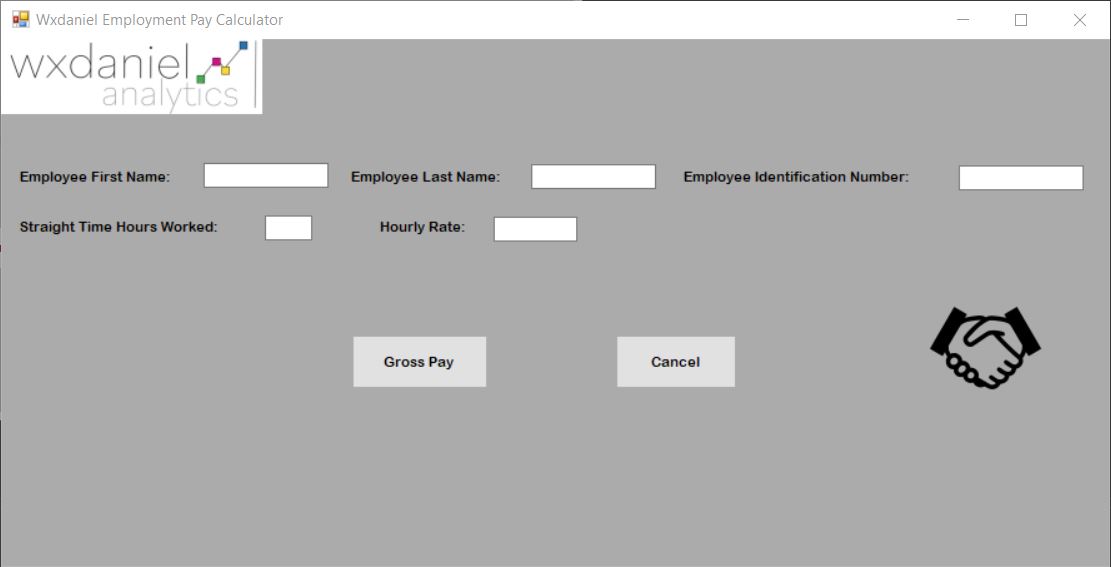 Wxdaniel Employment Pay Calculator
wxdaniel
analytics
Employee First Name: Employee Last Name: Employee Identification Number:
Straight Time Hours Worked: Hourly Rate:
Gross Pay Cancel